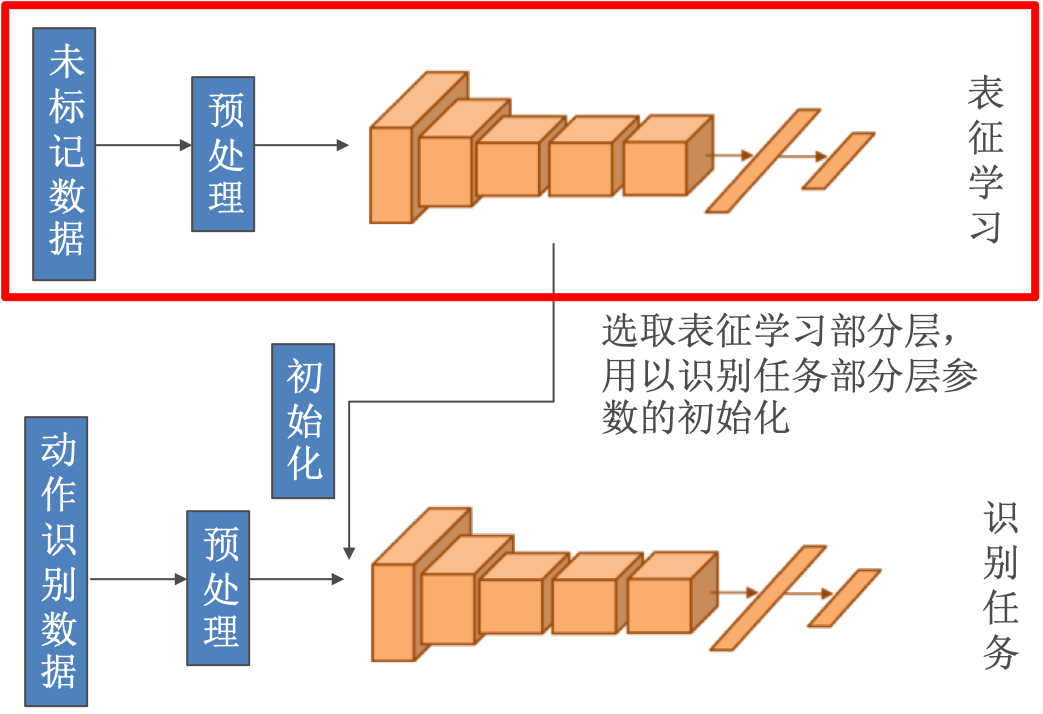 未标记数据
预处理
表征学习
选取表征学习部分层，
用以识别任务部分层参
数的初始化
初始化
动作识别数据
预处理
识别任务